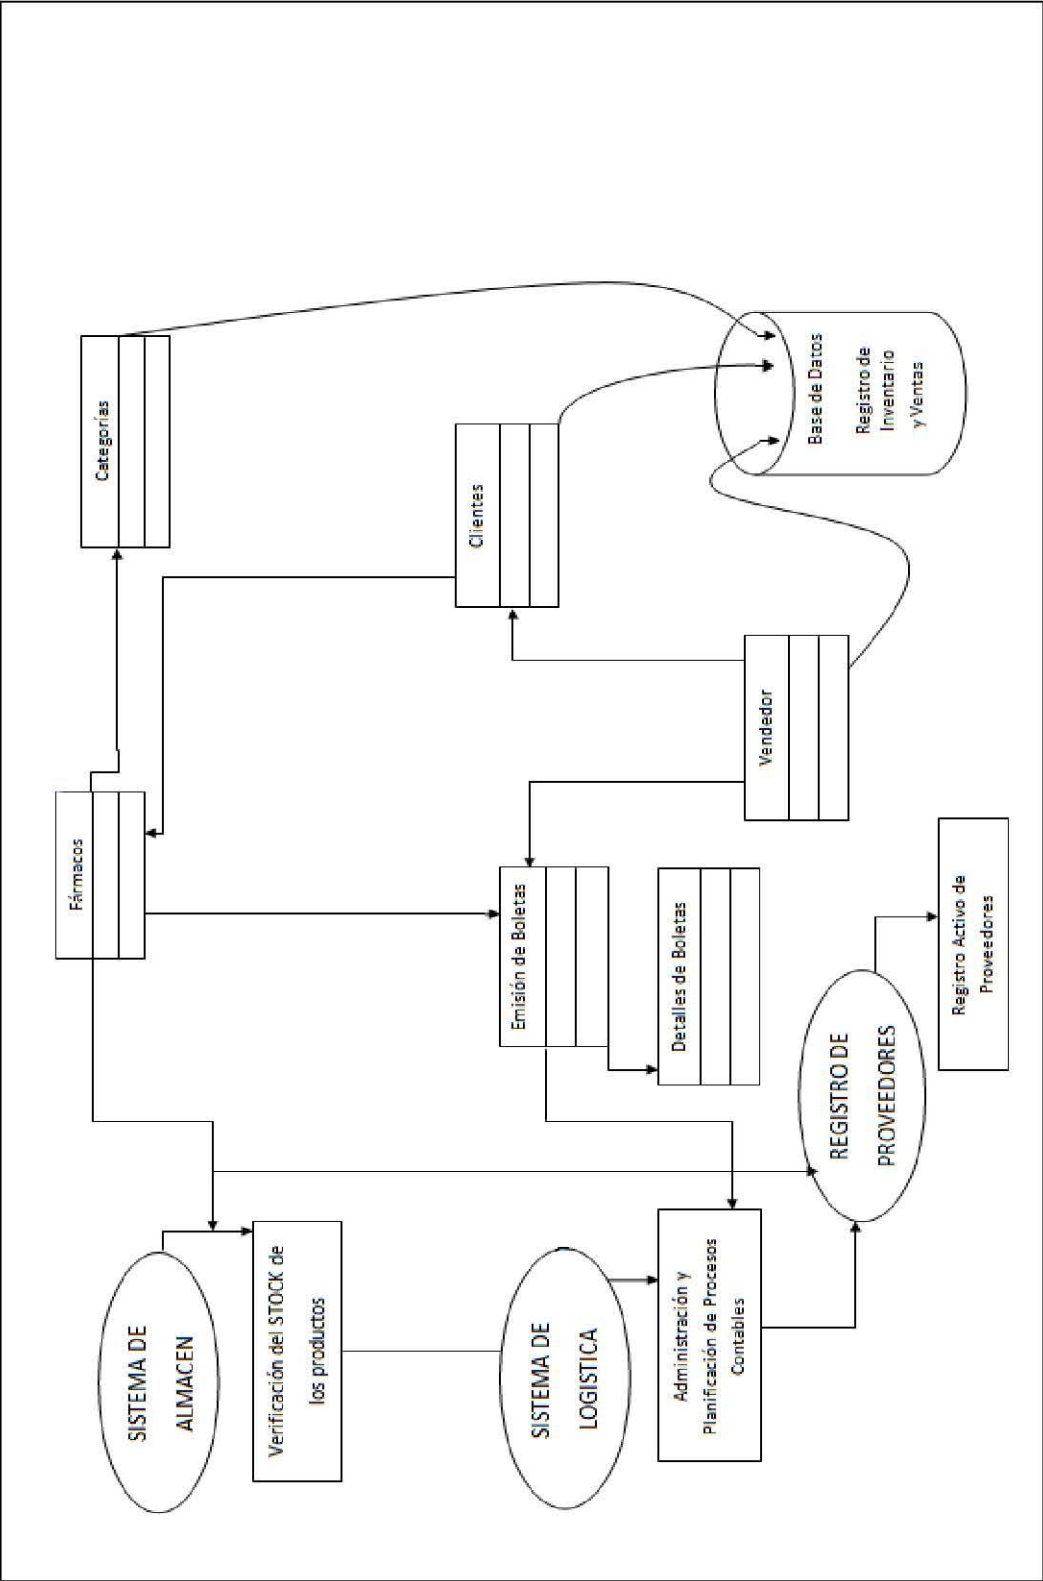 SISTEMA DE
ALMACEN
Verificación del STOCK de
los productos
Fármacos
Categorías
SISTEMA DE
LOGISTICA
Administración y
Planificación de Procesos
Contables
Emisión de Boletas
Detalles de Boletas
Clientes
Vendedor
REGISTRO DE
PROVEEDORES
Registro Activo de
Proveedores
Base de Datos
Registro de
Inventario
y Ventas